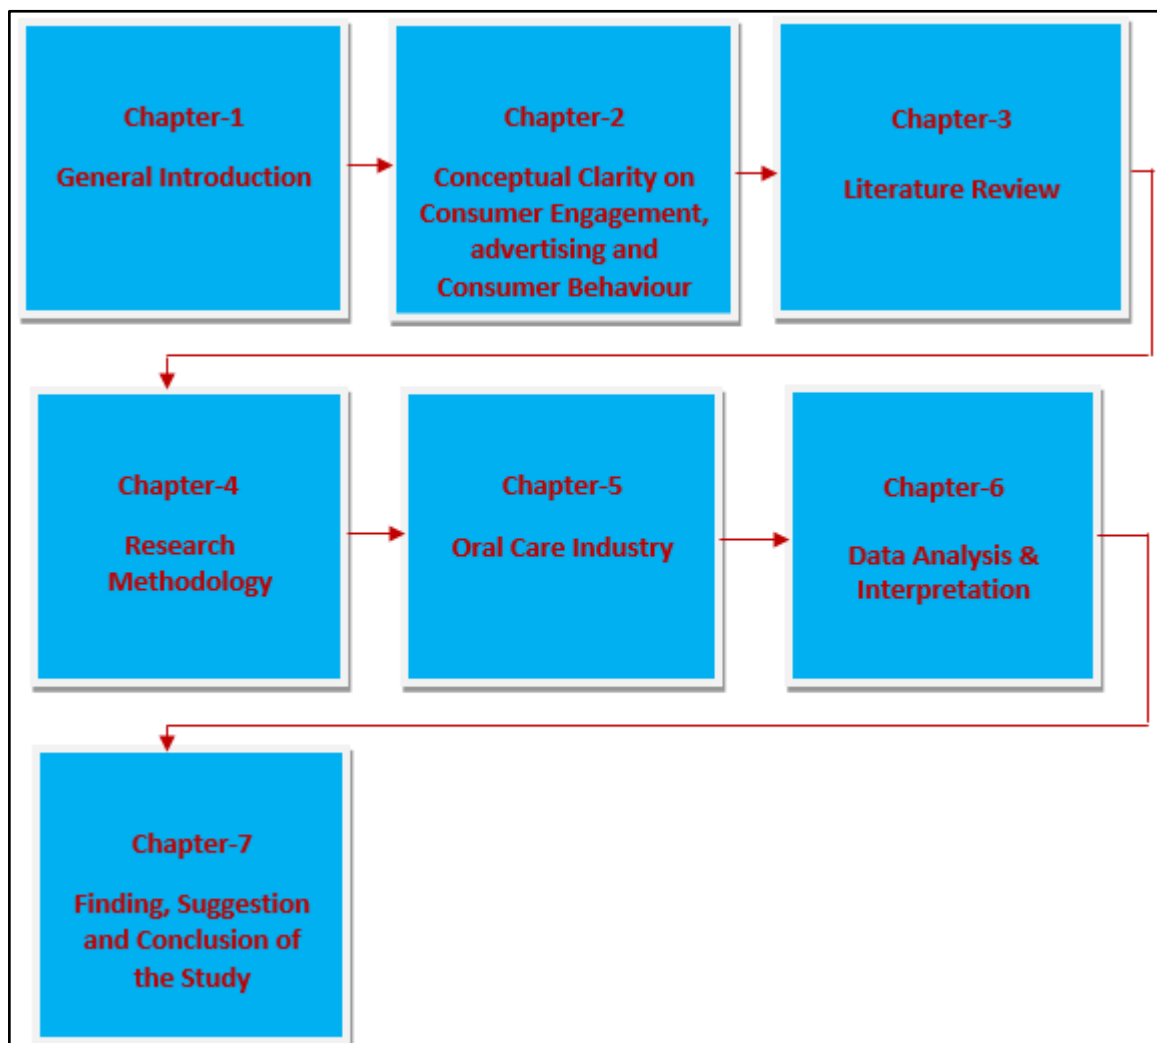 Chapter-1
General Introduction
Chapter-2
Conceptual Clarity on
Consumer Engagement,
advertising and
Consumer Behaviour
Chapter-3
Literature Review
Chapter-4
Research
Methodology
Chapter-5
Oral Care Industry
Chapter-6
Data Analysis &
Interpretation
Chapter-7
Finding, Suggestion
and Conclusion of
the Study